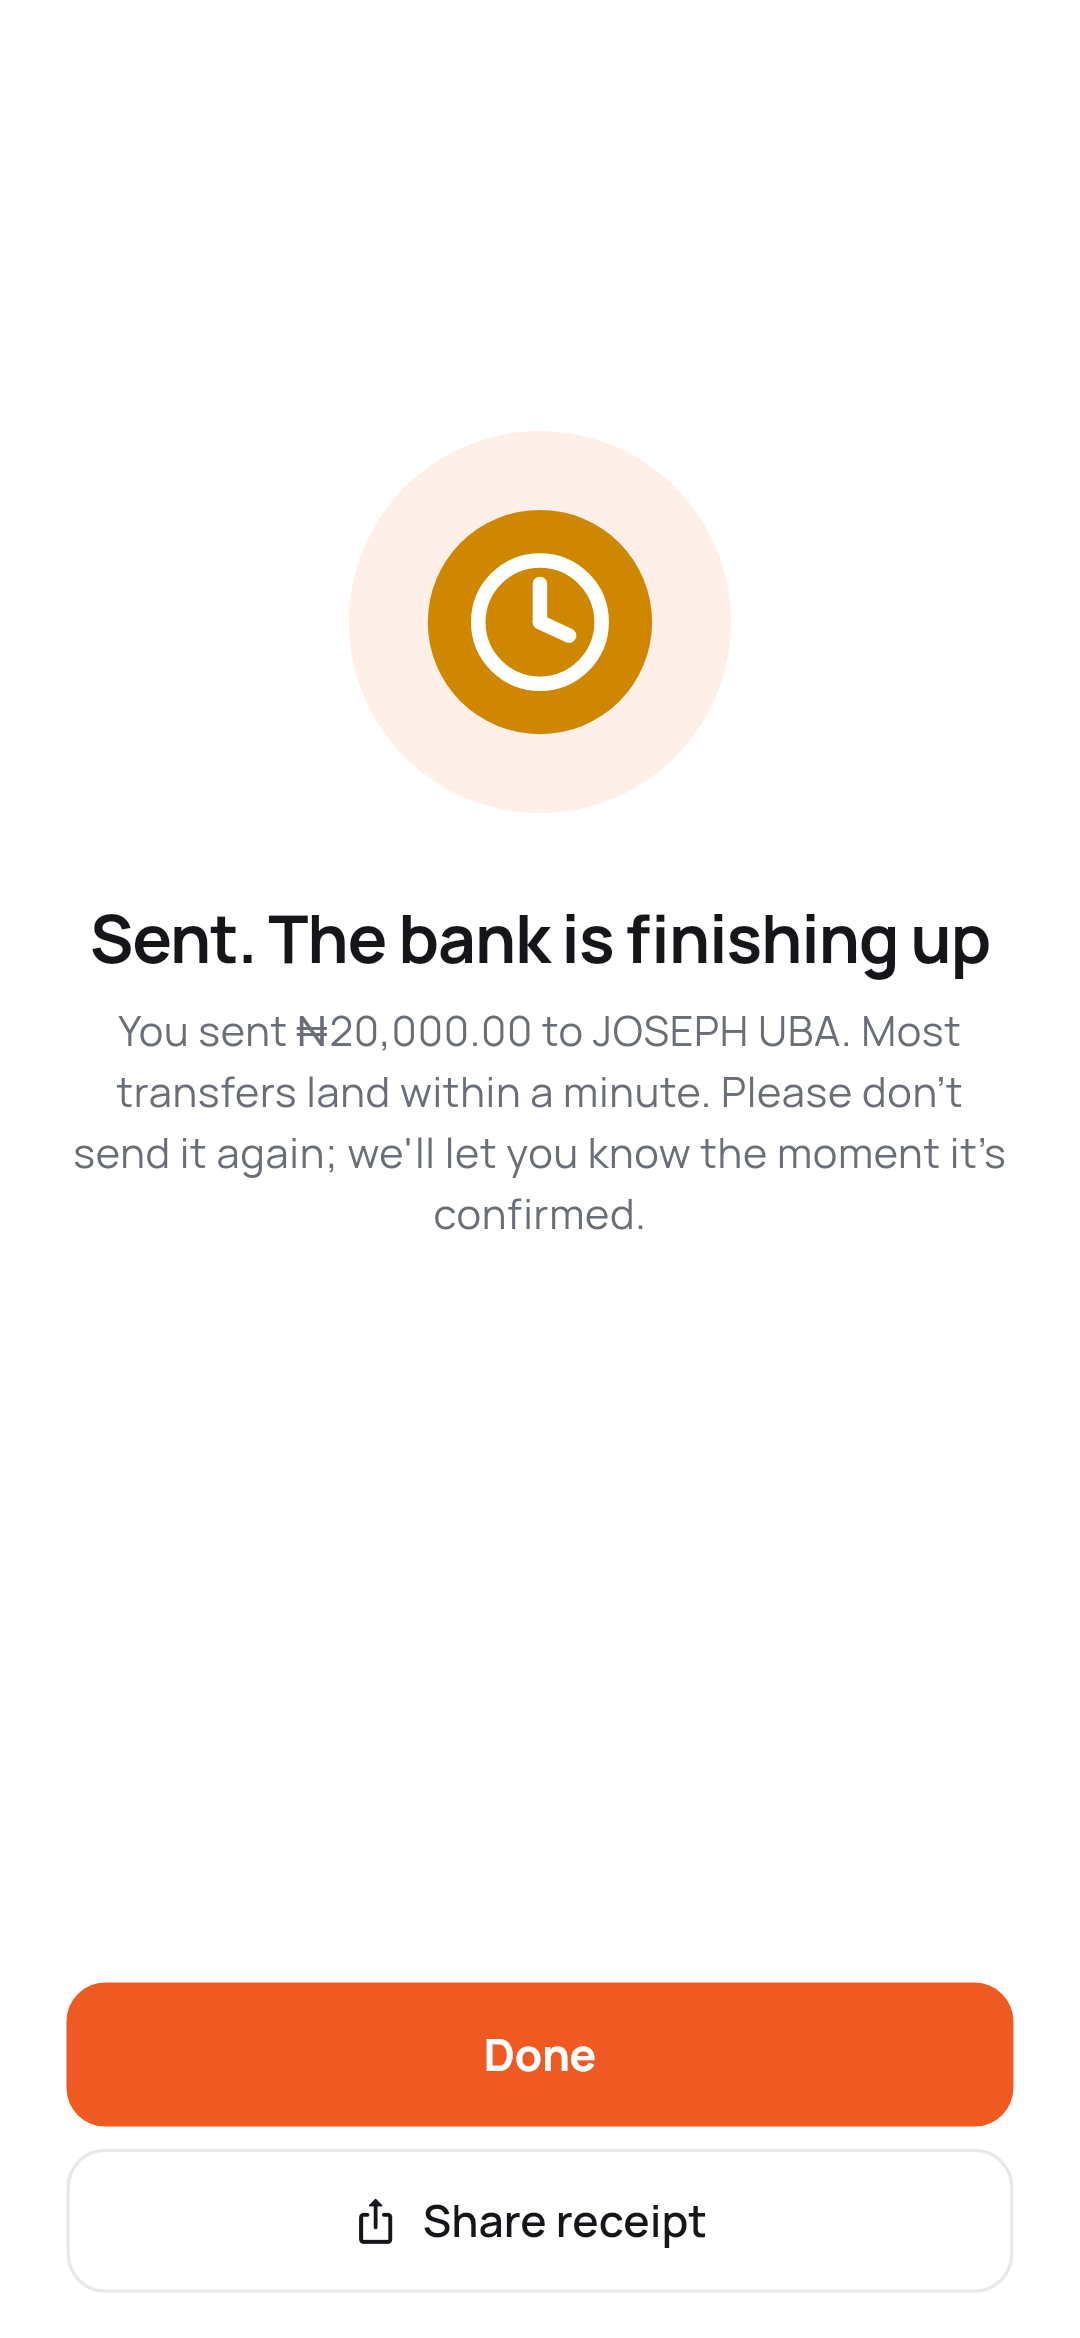 Sent. The bank is finishing up
You sent ₦20,000.00 to JOSEPH UBA. Most
transfers land within a minute. Please don’t
send it again; we'll let you know the moment it’s
confirmed.
Done
Share receipt